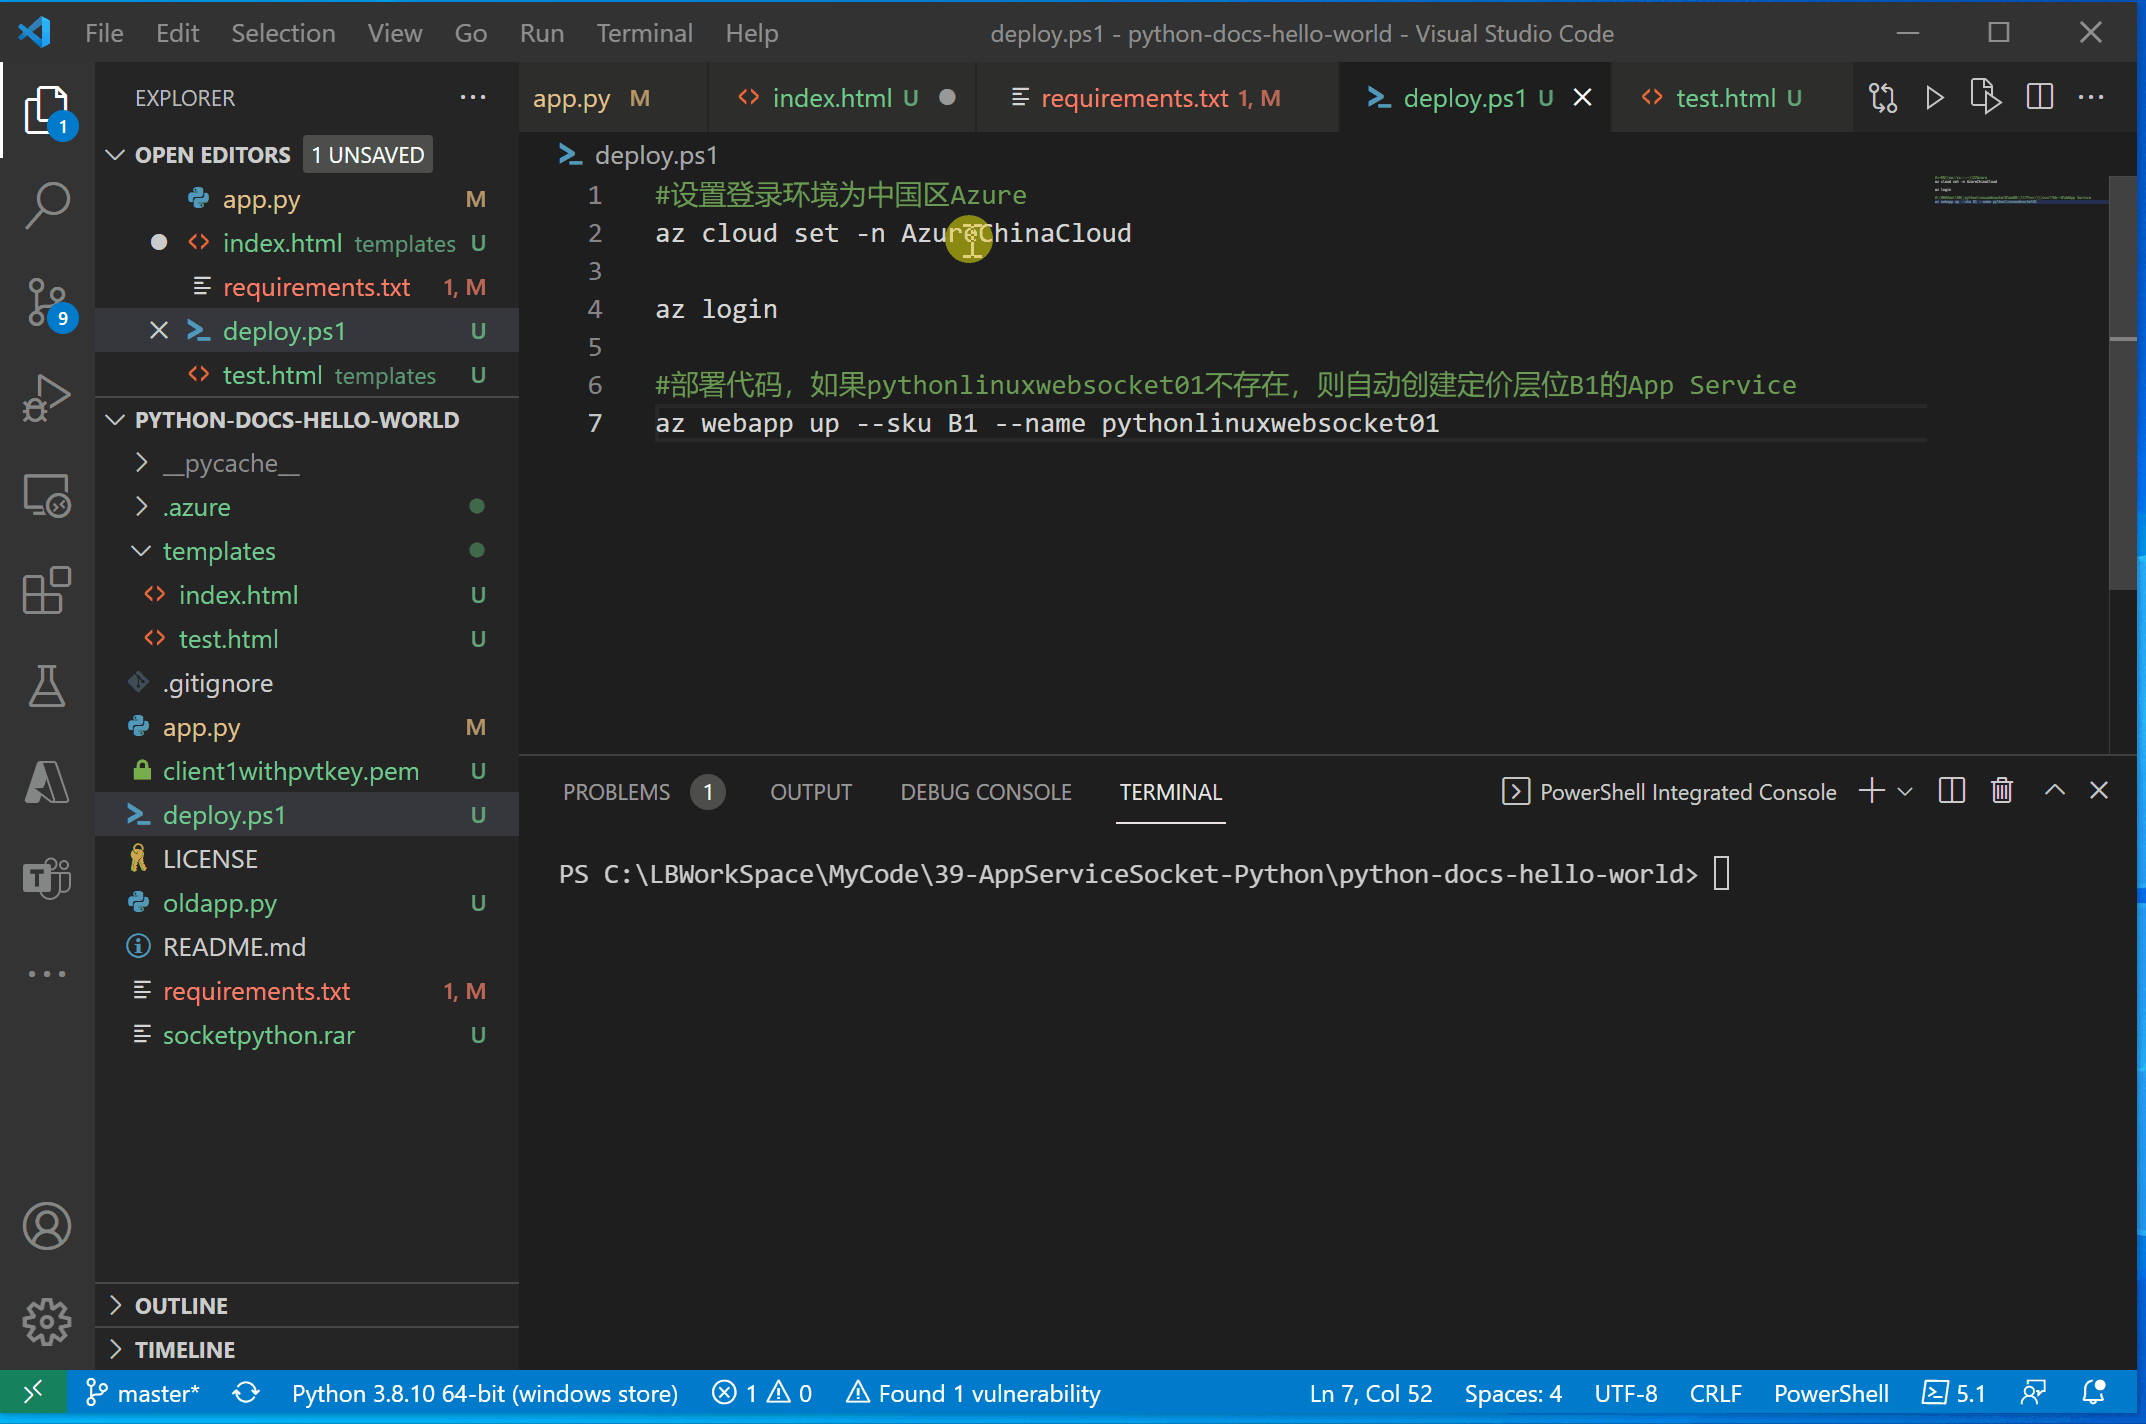 File Edit Selection View Go Run Terminal Help
deploy.ps1 - python-docs-hello-world - Visual Studio Code
EXPLORER
OPEN EDITORS 1 UNSAVED
app.py M
index.html templates U
requirements.txt 1, M
deploy.ps1 U
test.html templates U
PYTHON-DOCS-HELLO-WORLD
__pycache__
.azure
templates
index.html U
test.html U
.gitignore
app.py M
client1withpvtkey.pem U
deploy.ps1 U
LICENSE
oldapp.py U
README.md
requirements.txt 1, M
socketpython.rar U
OUTLINE
TIMELINE
1
9
app.py M index.html U requirements.txt 1, M deploy.ps1 U test.html U
deploy.ps1
1 #设置登录环境为中国区Azure
2 az cloud set -n AzureChinaCloud
3
4 az login
5
6 #部署代码，如果pythonlinuxwebsocket01不存在，则自动创建定价层位B1的App Service
7 az webapp up --sku B1 --name pythonlinuxwebsocket01
PROBLEMS 1 OUTPUT DEBUG CONSOLE TERMINAL PowerShell Integrated Console
PS C:\LBWorkSpace\MyCode\39-AppServiceSocket-Python\python-docs-hello-world>
master* Python 3.8.10 64-bit (windows store) 1 0 Found 1 vulnerability Ln 7, Col 52 Spaces: 4 UTF-8 CRLF PowerShell 5.1